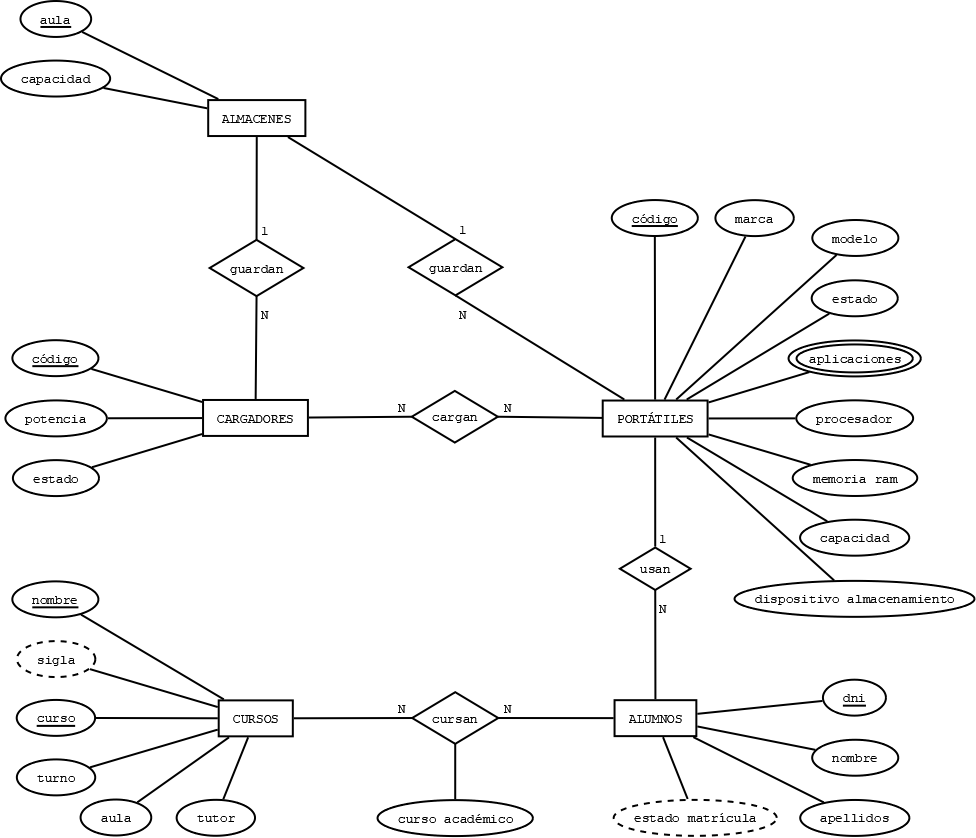 aula
capacidad
ALMACENES
código
marca
modelo
1
1
guardan
guardan
estado
N
N
código
aplicaciones
potencia
CARGADORES
N
cargan
N
PORTÁTILES
procesador
estado
memoria ram
capacidad
1
usan
dispositivo almacenamiento
nombre
N
sigla
dni
curso
CURSOS
N
cursan
N
ALUMNOS
nombre
turno
aula
tutor
curso académico
estado matrícula
apellidos